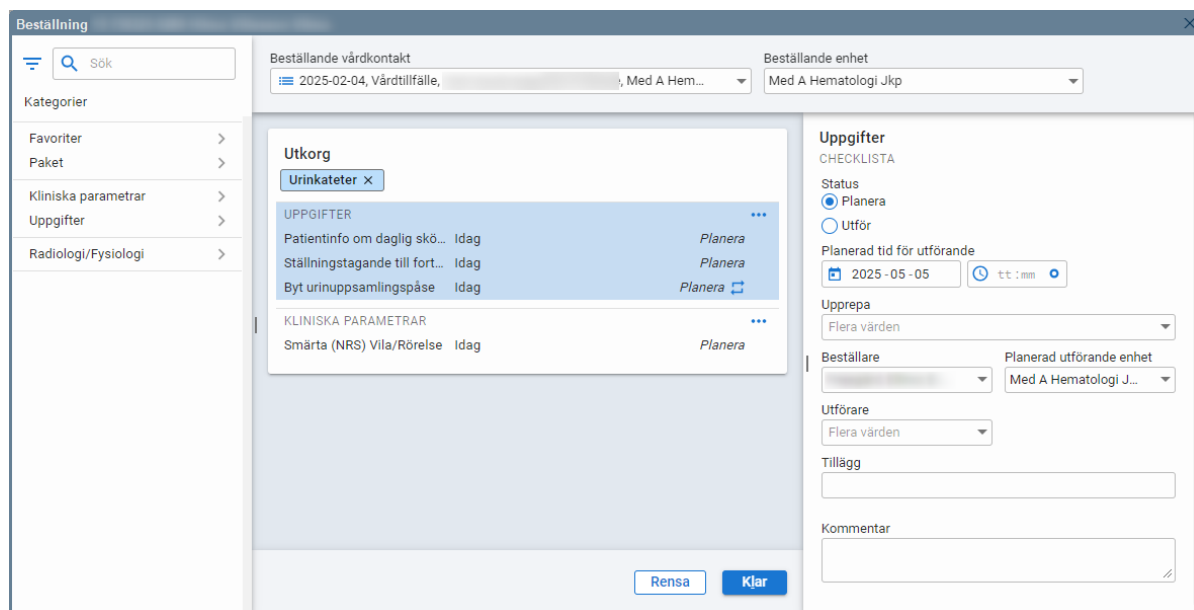 Beställning
Sök
Kategorier
Favoriter
Paket
Kliniska parametrar
Uppgifter
Radiologi/Fysiologi
Beställande vårdkontakt
2025-02-04, Vårdtillfälle, , Med A Hem...
Beställande enhet
Med A Hematologi Jkp
Utkorg
Urinkateter ×
UPPGIFTER
Patientinfo om daglig skö... Idag Planera
Ställningstagande till fort... Idag Planera
Byt urinuppsamlingspåse Idag Planera
KLINISKA PARAMETRAR
Smärta (NRS) Vila/Rörelse Idag Planera
Rensa Klar
Uppgifter
CHECKLISTA
Status
Planera
Utför
Planerad tid för utförande
2025-05-05 tt:mm
Upprepa
Flera värden
Beställare Planerad utförande enhet
Med A Hematologi J...
Utförare
Flera värden
Tillägg
Kommentar